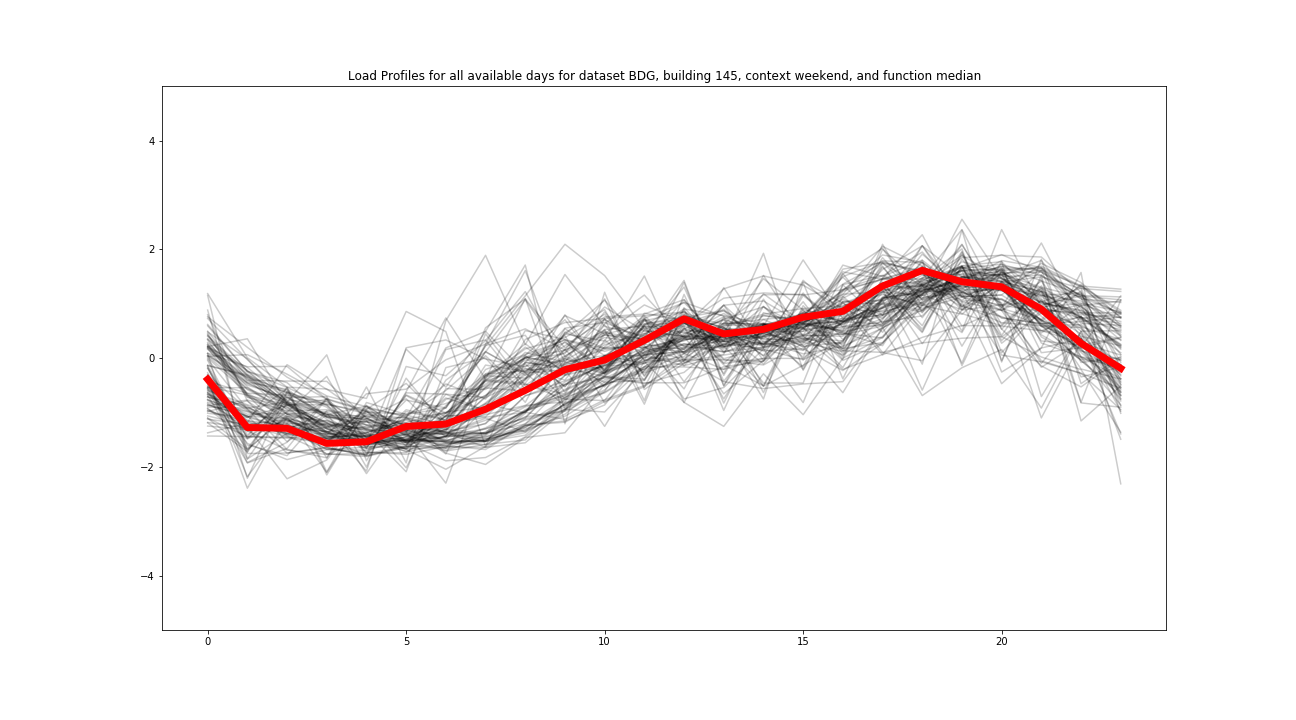 Load Profiles for all available days for dataset BDG, building 145, context weekend, and function median
4
2
0
−2
−4
0 5 10 15 20